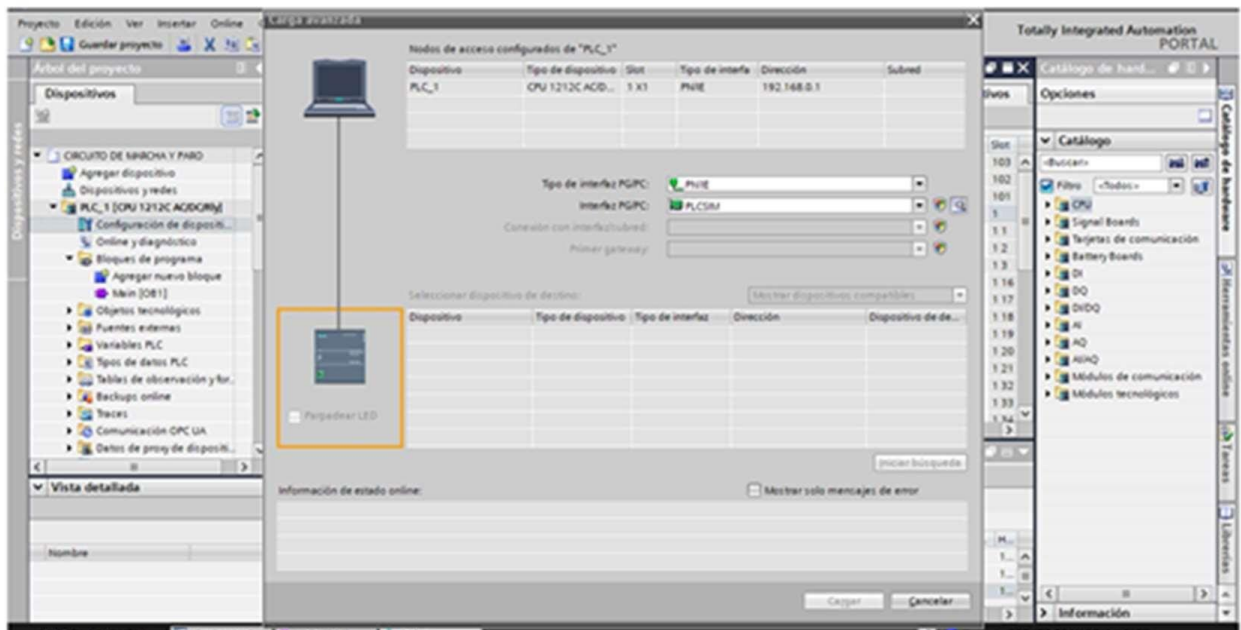 Proyecto Edición Ver Insertar Online
Guardar proyecto
Totally Integrated Automation
PORTAL
Árbol del proyecto
Dispositivos
Dispositivos y redes
CIRCUITO DE MARCHA Y PARO
Agregar dispositivo
Dispositivos y redes
PLC_1 [CPU 1212C AC/DC/Rly]
Configuración de dispositi...
Online y diagnóstico
Bloques de programa
Agregar nuevo bloque
Main [OB1]
Objetos tecnológicos
Fuentes externas
Variables PLC
Tipos de datos PLC
Tablas de observación y for..
Backups online
Traces
Comunicación OPC UA
Datos de proxy de dispositi...
Vista detallada
Nombre
Carga avanzada
Nodos de acceso configurados de "PLC_1"
Dispositivo Tipo de dispositivo Slot Tipo de interfa Dirección Subred
PLC_1 CPU 1212C AC/D... 1 X1 PN/IE 192.168.0.1
Tipo de interfaz PG/PC: PN/IE
Interfaz PG/PC: PLCSIM
Conexión con interfaz/subred:
Primer gateway:
Seleccionar dispositivo de destino: Mostrar dispositivos compatibles
Dispositivo Tipo de dispositivo Tipo de interfaz Dirección Dispositivo de de...
Parpadear LED
Iniciar búsqueda
Información de estado online: Mostrar solo mensajes de error
Cargar Cancelar
tivos
Slot
103
102
101
1
1 1
1 2
1 3
1 16
1 17
1 18
1 19
1 20
1 21
1 32
1 33
1 34
H...
1...
1...
1...
Catálogo de hard...
Opciones
Catálogo
<Buscar>
Filtro <Todos>
CPU
Signal Boards
Tarjetas de comunicación
Battery Boards
DI
DQ
DI/DQ
AI
AQ
AI/AQ
Módulos de comunicación
Módulos tecnológicos
Información
Catálogo de hardware
Herramientas online
Tareas
Librerías